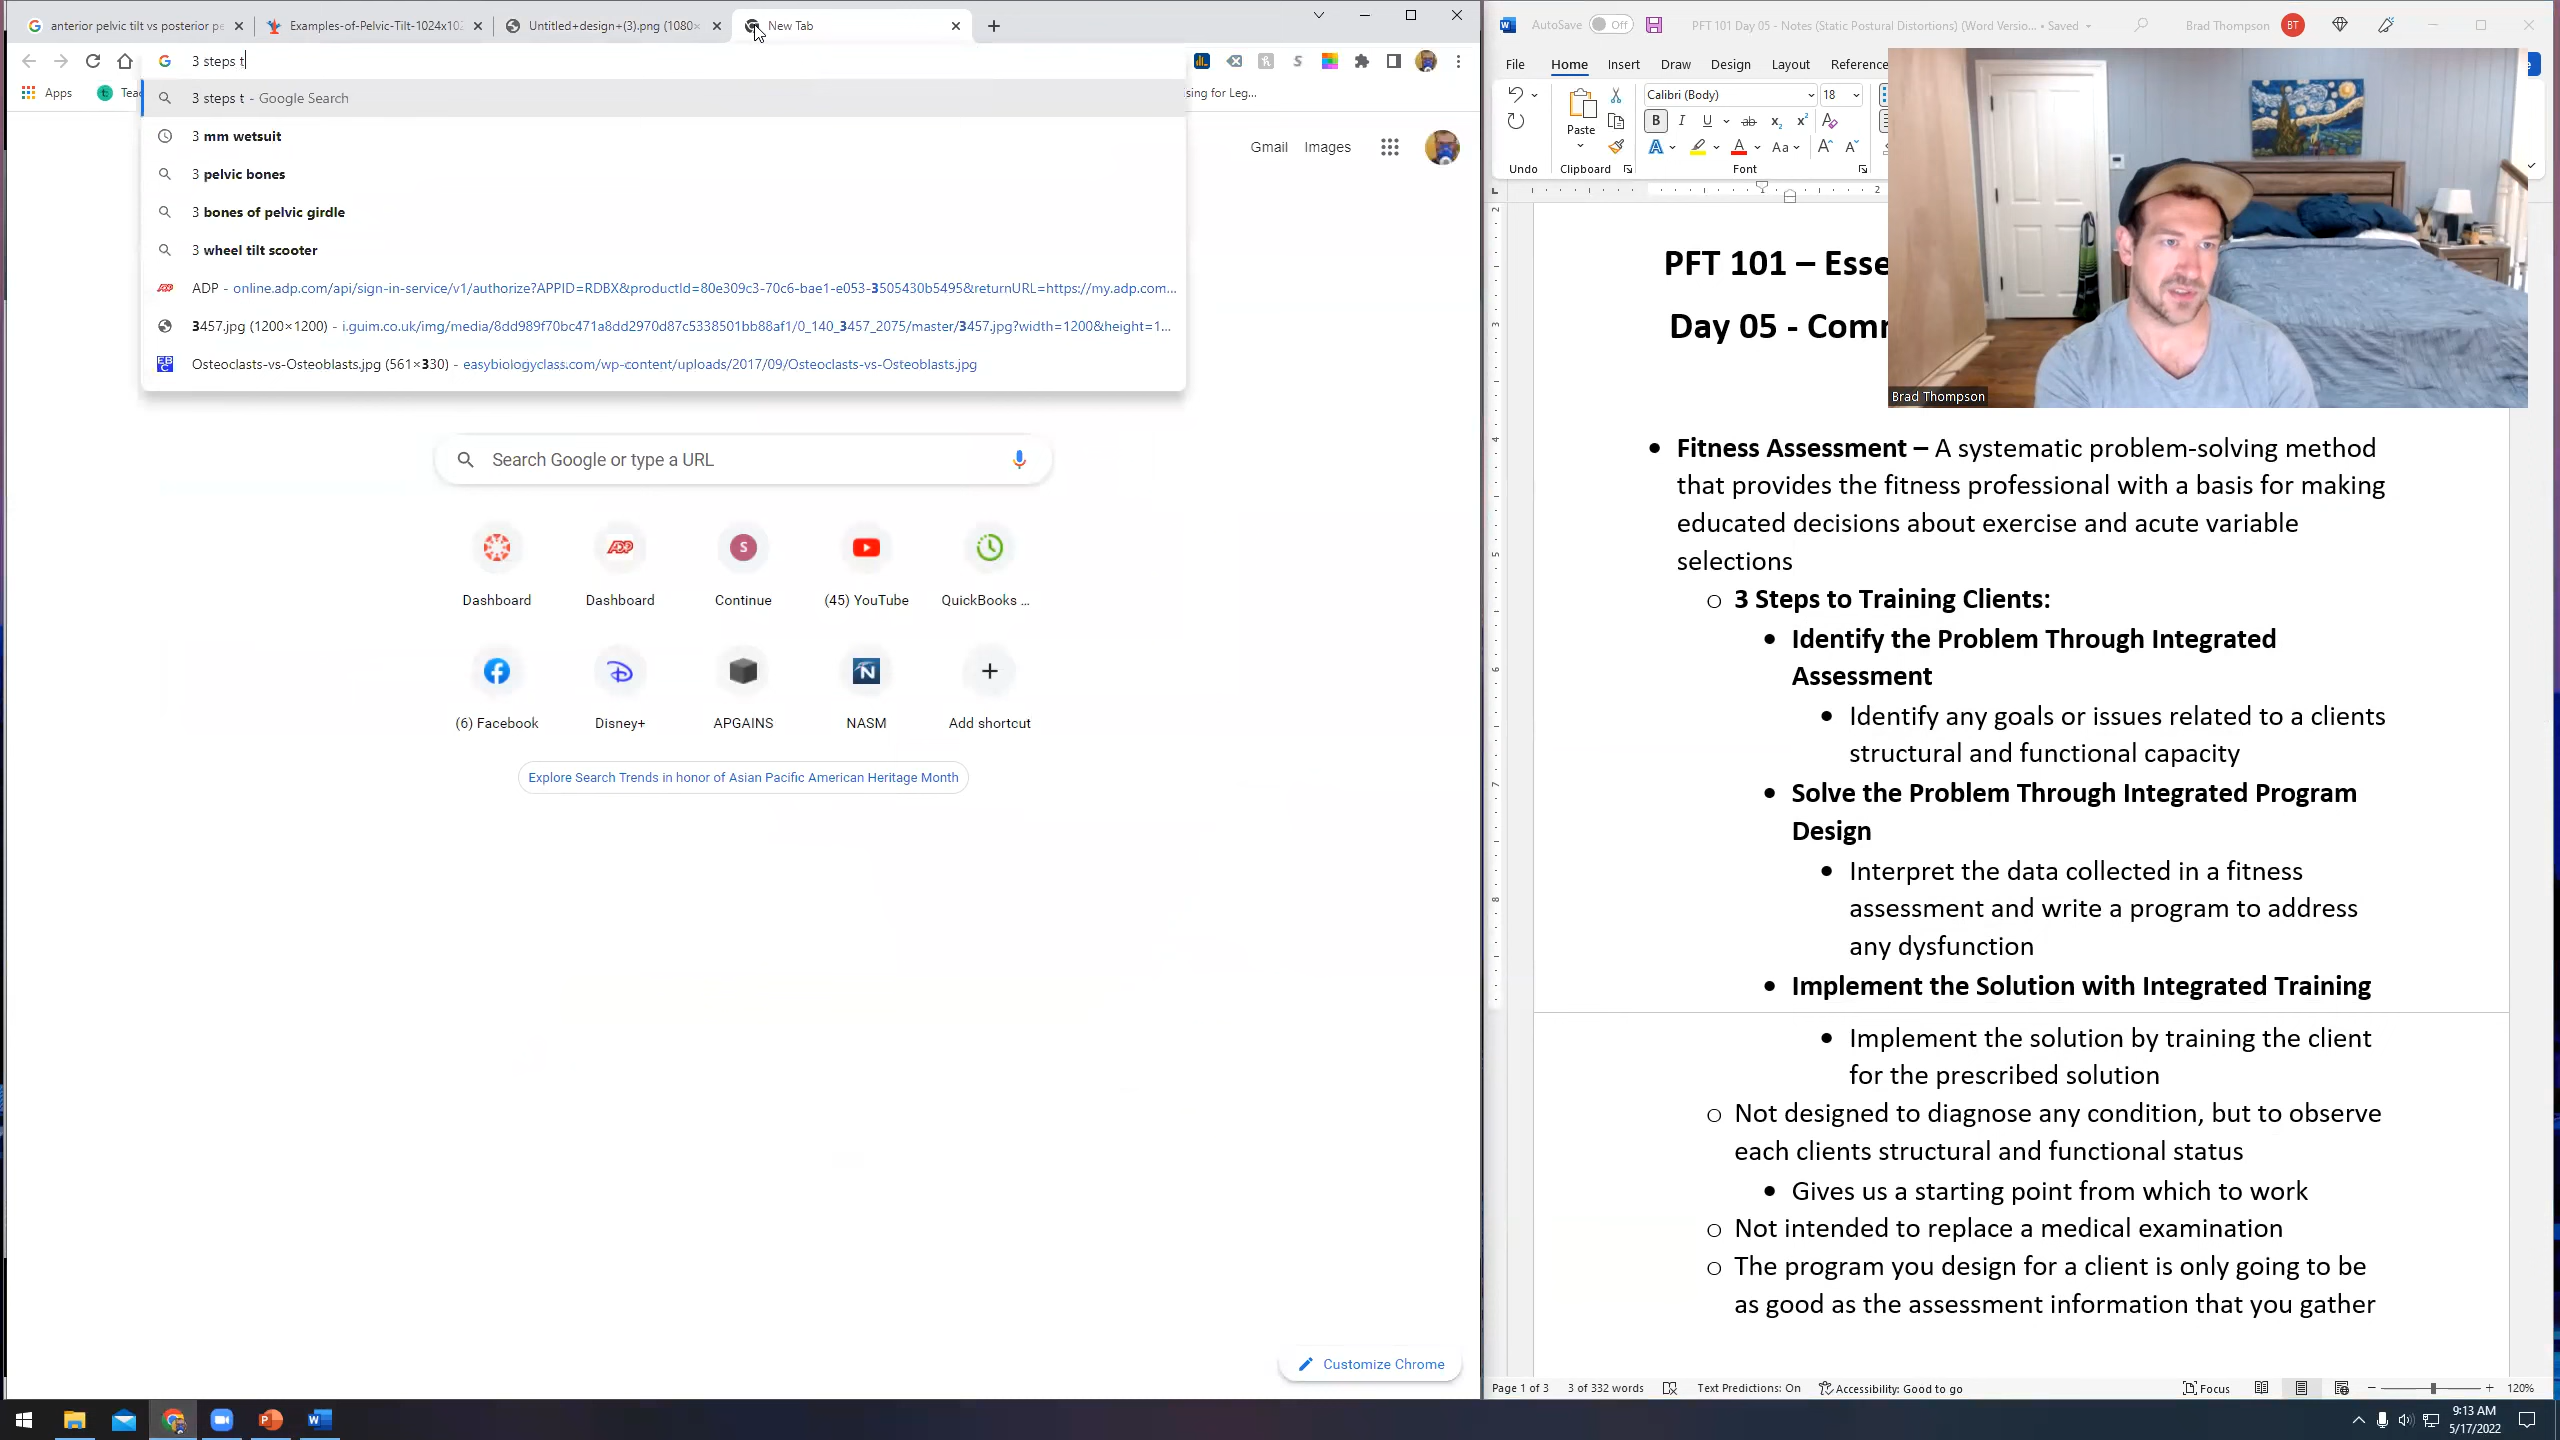 anterior pelvic tilt vs posterior pe
Examples-of-Pelvic-Tilt-1024x102
Untitled+design+(3).png (1080×
New Tab
3 steps t
Apps
Teac
sing for Leg...
3 steps t - Google Search
3 mm wetsuit
3 pelvic bones
3 bones of pelvic girdle
3 wheel tilt scooter
ADP - online.adp.com/api/sign-in-service/v1/authorize?APPID=RDBX&productId=80e309c3-70c6-bae1-e053-3505430b5495&returnURL=https://my.adp.com...
3457.jpg (1200×1200) - i.guim.co.uk/img/media/8dd989f70bc471a8dd2970d87c5338501bb88af1/0_140_3457_2075/master/3457.jpg?width=1200&height=1...
Osteoclasts-vs-Osteoblasts.jpg (561×330) - easybiologyclass.com/wp-content/uploads/2017/09/Osteoclasts-vs-Osteoblasts.jpg
Gmail Images
Search Google or type a URL
Dashboard
Dashboard
Continue
(45) YouTube
QuickBooks ...
(6) Facebook
Disney+
APGAINS
NASM
Add shortcut
Explore Search Trends in honor of Asian Pacific American Heritage Month
Customize Chrome
AutoSave Off
PFT 101 Day 05 - Notes (Static Postural Distortions) (Word Versio... • Saved
Brad Thompson BT
File Home Insert Draw Design Layout Reference
Calibri (Body) 18
Paste
B I U ab x₂ x²
A Aa A A
Undo Clipboard Font
2
Brad Thompson
PFT 101 – Esse
Day 05 - Comm
• Fitness Assessment – A systematic problem-solving method
that provides the fitness professional with a basis for making
educated decisions about exercise and acute variable
selections
o 3 Steps to Training Clients:
• Identify the Problem Through Integrated
Assessment
• Identify any goals or issues related to a clients
structural and functional capacity
• Solve the Problem Through Integrated Program
Design
• Interpret the data collected in a fitness
assessment and write a program to address
any dysfunction
• Implement the Solution with Integrated Training
• Implement the solution by training the client
for the prescribed solution
o Not designed to diagnose any condition, but to observe
each clients structural and functional status
• Gives us a starting point from which to work
o Not intended to replace a medical examination
o The program you design for a client is only going to be
as good as the assessment information that you gather
Page 1 of 3 3 of 332 words Text Predictions: On Accessibility: Good to go Focus 120%
9:13 AM
5/17/2022